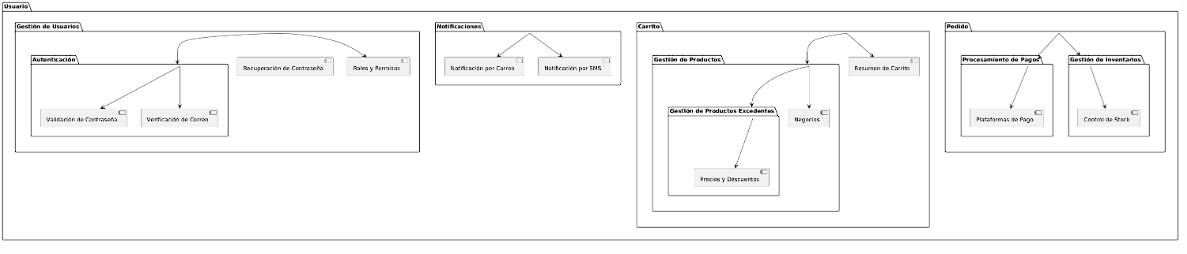 Usuario
Gestión de Usuarios
Autenticación
Validación de Contraseña
Verificación de Correo
Recuperación de Contraseña
Roles y Permisos
Notificaciones
Notificación por Correo
Notificación por SMS
Carrito
Gestión de Productos
Gestión de Productos Excedentes
Precios y Descuentos
Negocios
Resumen de Carrito
Pedido
Procesamiento de Pagos
Plataformas de Pago
Gestión de Inventarios
Control de Stock